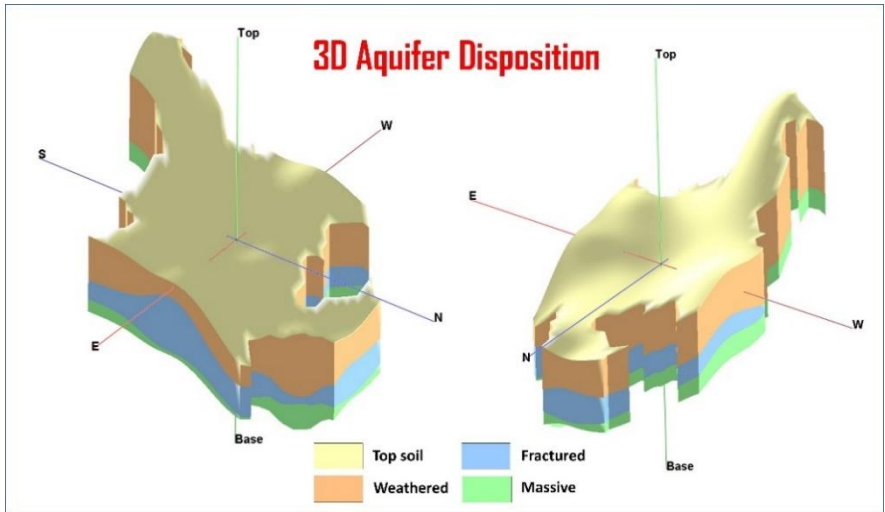 3D Aquifer Disposition
Top
W
S
N
E
Base
Top
E
N
W
Base
Top soil
Fractured
Weathered
Massive